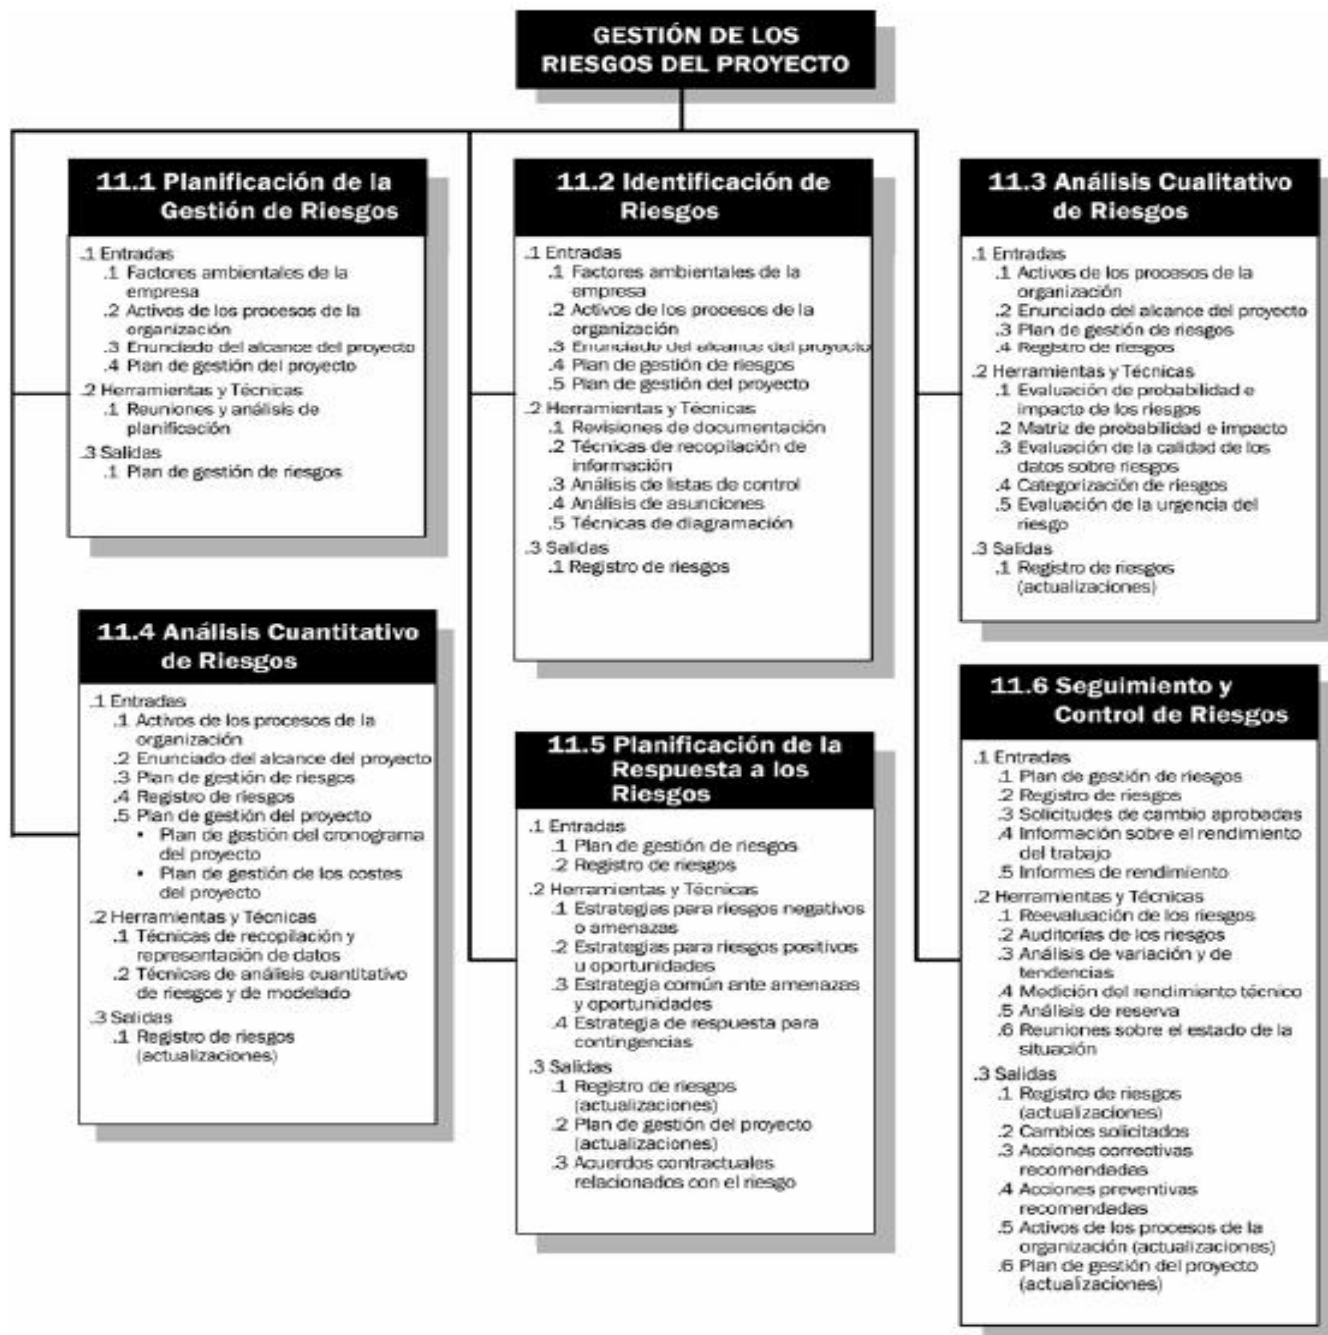 GESTIÓN DE LOS
RIESGOS DEL PROYECTO
11.1 Planificación de la
Gestión de Riesgos
.1 Entradas
.1 Factores ambientales de la
empresa
.2 Activos de los procesos de la
organización
.3 Enunciado del alcance del proyecto
.4 Plan de gestión del proyecto
.2 Herramientas y Técnicas
.1 Reuniones y análisis de
planificación
.3 Salidas
.1 Plan de gestión de riesgos
11.2 Identificación de
Riesgos
.1 Entradas
.1 Factores ambientales de la
empresa
.2 Activos de los procesos de la
organización
.3 Enunciado del alcance del proyecto
.4 Plan de gestión de riesgos
.5 Plan de gestión del proyecto
.2 Herramientas y Técnicas
.1 Revisiones de documentación
.2 Técnicas de recopilación de
información
.3 Análisis de listas de control
.4 Análisis de asunciones
.5 Técnicas de diagramación
.3 Salidas
.1 Registro de riesgos
11.3 Análisis Cualitativo
de Riesgos
.1 Entradas
.1 Activos de los procesos de la
organización
.2 Enunciado del alcance del proyecto
.3 Plan de gestión de riesgos
.4 Registro de riesgos
.2 Herramientas y Técnicas
.1 Evaluación de probabilidad e
impacto de los riesgos
.2 Matriz de probabilidad e impacto
.3 Evaluación de la calidad de los
datos sobre riesgos
.4 Categorización de riesgos
.5 Evaluación de la urgencia del
riesgo
.3 Salidas
.1 Registro de riesgos
(actualizaciones)
11.4 Análisis Cuantitativo
de Riesgos
.1 Entradas
.1 Activos de los procesos de la
organización
.2 Enunciado del alcance del proyecto
.3 Plan de gestión de riesgos
.4 Registro de riesgos
.5 Plan de gestión del proyecto
• Plan de gestión del cronograma
del proyecto
• Plan de gestión de los costes
del proyecto
.2 Herramientas y Técnicas
.1 Técnicas de recopilación y
representación de datos
.2 Técnicas de análisis cuantitativo
de riesgos y de modelado
.3 Salidas
.1 Registro de riesgos
(actualizaciones)
11.5 Planificación de la
Respuesta a los
Riesgos
.1 Entradas
.1 Plan de gestión de riesgos
.2 Registro de riesgos
.2 Herramientas y Técnicas
.1 Estrategias para riesgos negativos
o amenazas
.2 Estrategias para riesgos positivos
u oportunidades
.3 Estrategia común ante amenazas
y oportunidades
.4 Estrategia de respuesta para
contingencias
.3 Salidas
.1 Registro de riesgos
(actualizaciones)
.2 Plan de gestión del proyecto
(actualizaciones)
.3 Acuerdos contractuales
relacionados con el riesgo
11.6 Seguimiento y
Control de Riesgos
.1 Entradas
.1 Plan de gestión de riesgos
.2 Registro de riesgos
.3 Solicitudes de cambio aprobadas
.4 Información sobre el rendimiento
del trabajo
.5 Informes de rendimiento
.2 Herramientas y Técnicas
.1 Reevaluación de los riesgos
.2 Auditorías de los riesgos
.3 Análisis de variación y de
tendencias
.4 Medición del rendimiento técnico
.5 Análisis de reserva
.6 Reuniones sobre el estado de la
situación
.3 Salidas
.1 Registro de riesgos
(actualizaciones)
.2 Cambios solicitados
.3 Acciones correctivas
recomendadas
.4 Acciones preventivas
recomendadas
.5 Activos de los procesos de la
organización (actualizaciones)
.6 Plan de gestión del proyecto
(actualizaciones)